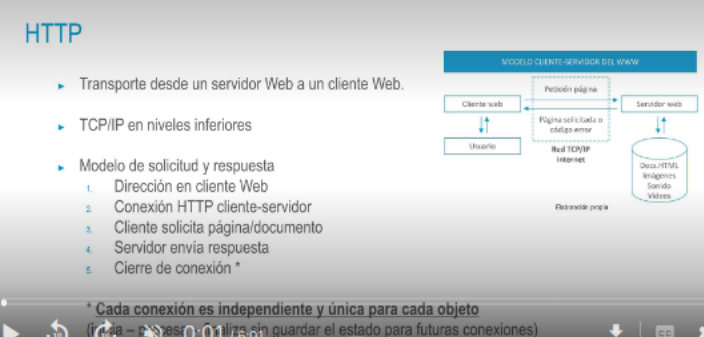 HTTP
Transporte desde un servidor Web a un cliente Web.
TCP/IP en niveles inferiores
Modelo de solicitud y respuesta
1. Dirección en cliente Web
2. Conexión HTTP cliente-servidor
3. Cliente solicita página/documento
4. Servidor envía respuesta
5. Cierre de conexión *
* Cada conexión es independiente y única para cada objeto
sin guardar el estado para futuras conexiones)
MODELO CLIENTE-SERVIDOR DEL WWW
Petición página
Cliente web
Servidor web
Página solicitada o
código error
Usuario
Red TCP/IP
Internet
Docs.HTML
Imágenes
Sonido
Vídeos
Elaboración propia
10
10
0:01
CC